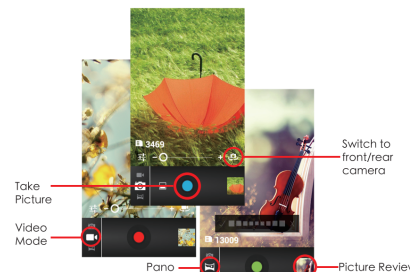 3469
Switch to
front/rear
camera
Take
Picture
Video
Mode
13009
Pano
Picture Review